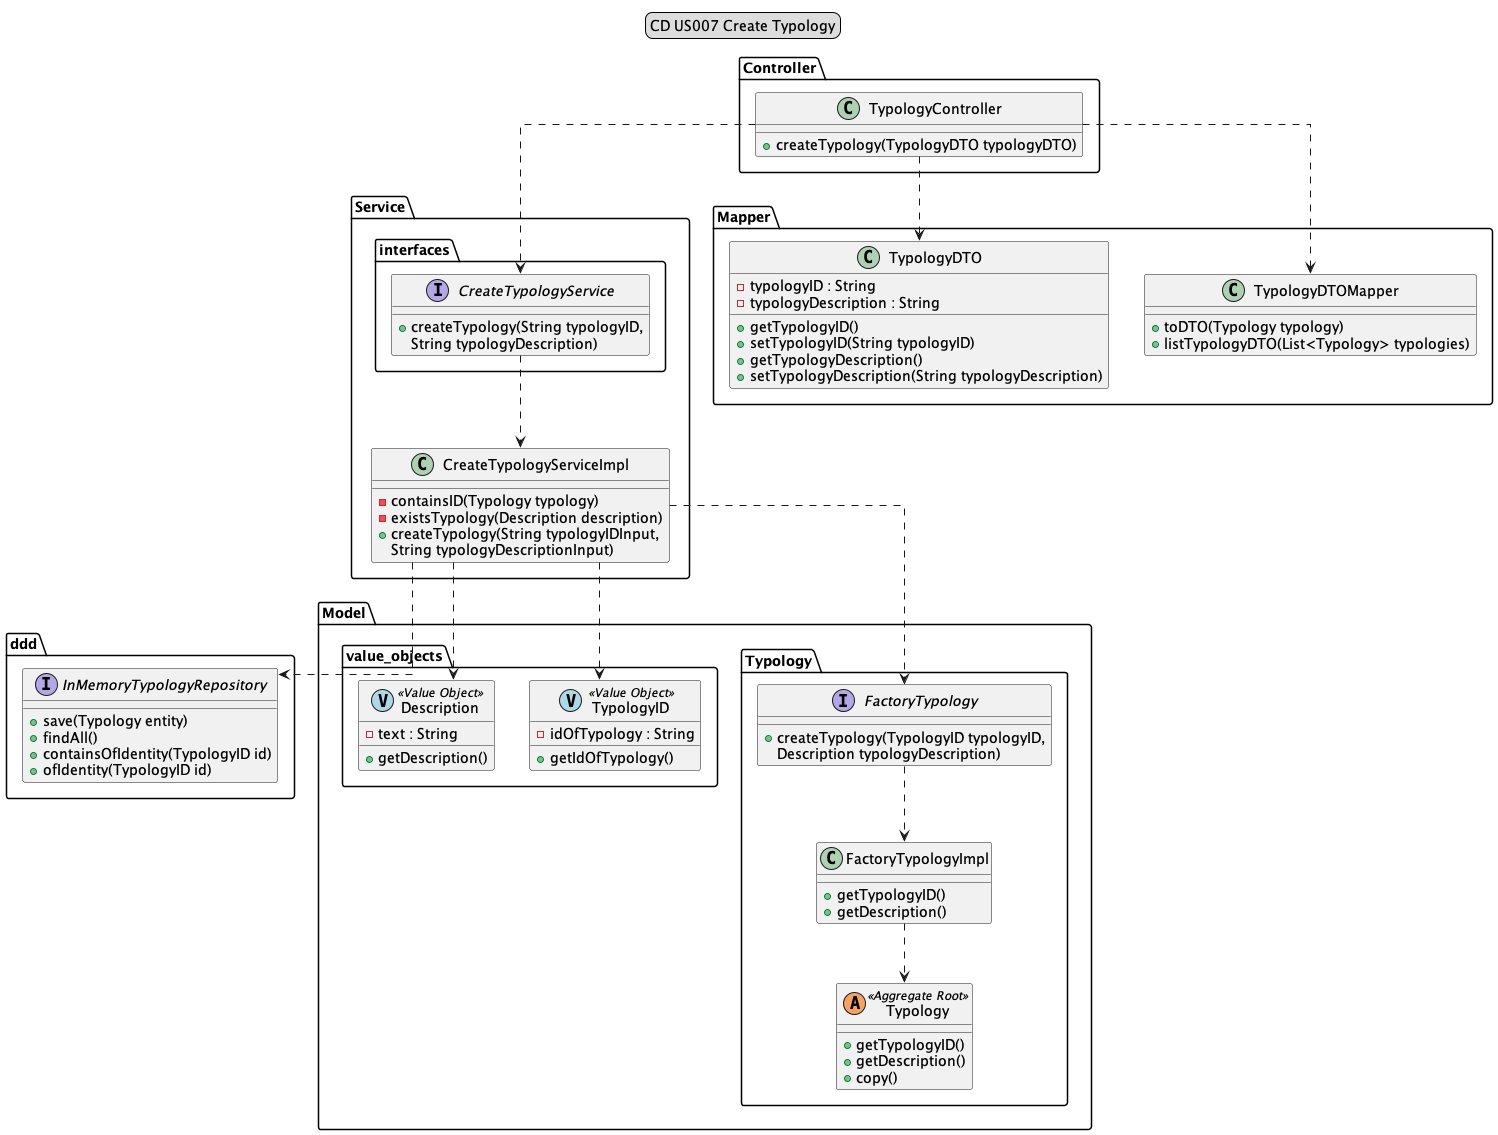 CD US007 Create Typology
Controller
C TypologyController
createTypology(TypologyDTO typologyDTO)
Service
interfaces
I CreateTypologyService
createTypology(String typologyID,
String typologyDescription)
C CreateTypologyServiceImpl
containsID(Typology typology)
existsTypology(Description description)
createTypology(String typologyIDInput,
String typologyDescriptionInput)
Mapper
C TypologyDTO
typologyID : String
typologyDescription : String
getTypologyID()
setTypologyID(String typologyID)
getTypologyDescription()
setTypologyDescription(String typologyDescription)
C TypologyDTOMapper
toDTO(Typology typology)
listTypologyDTO(List<Typology> typologies)
ddd
I InMemoryTypologyRepository
save(Typology entity)
findAll()
containsOfIdentity(TypologyID id)
ofIdentity(TypologyID id)
Model
value_objects
V «Value Object»
Description
text : String
getDescription()
V «Value Object»
TypologyID
idOfTypology : String
getIdOfTypology()
Typology
I FactoryTypology
createTypology(TypologyID typologyID,
Description typologyDescription)
C FactoryTypologyImpl
getTypologyID()
getDescription()
A «Aggregate Root»
Typology
getTypologyID()
getDescription()
copy()